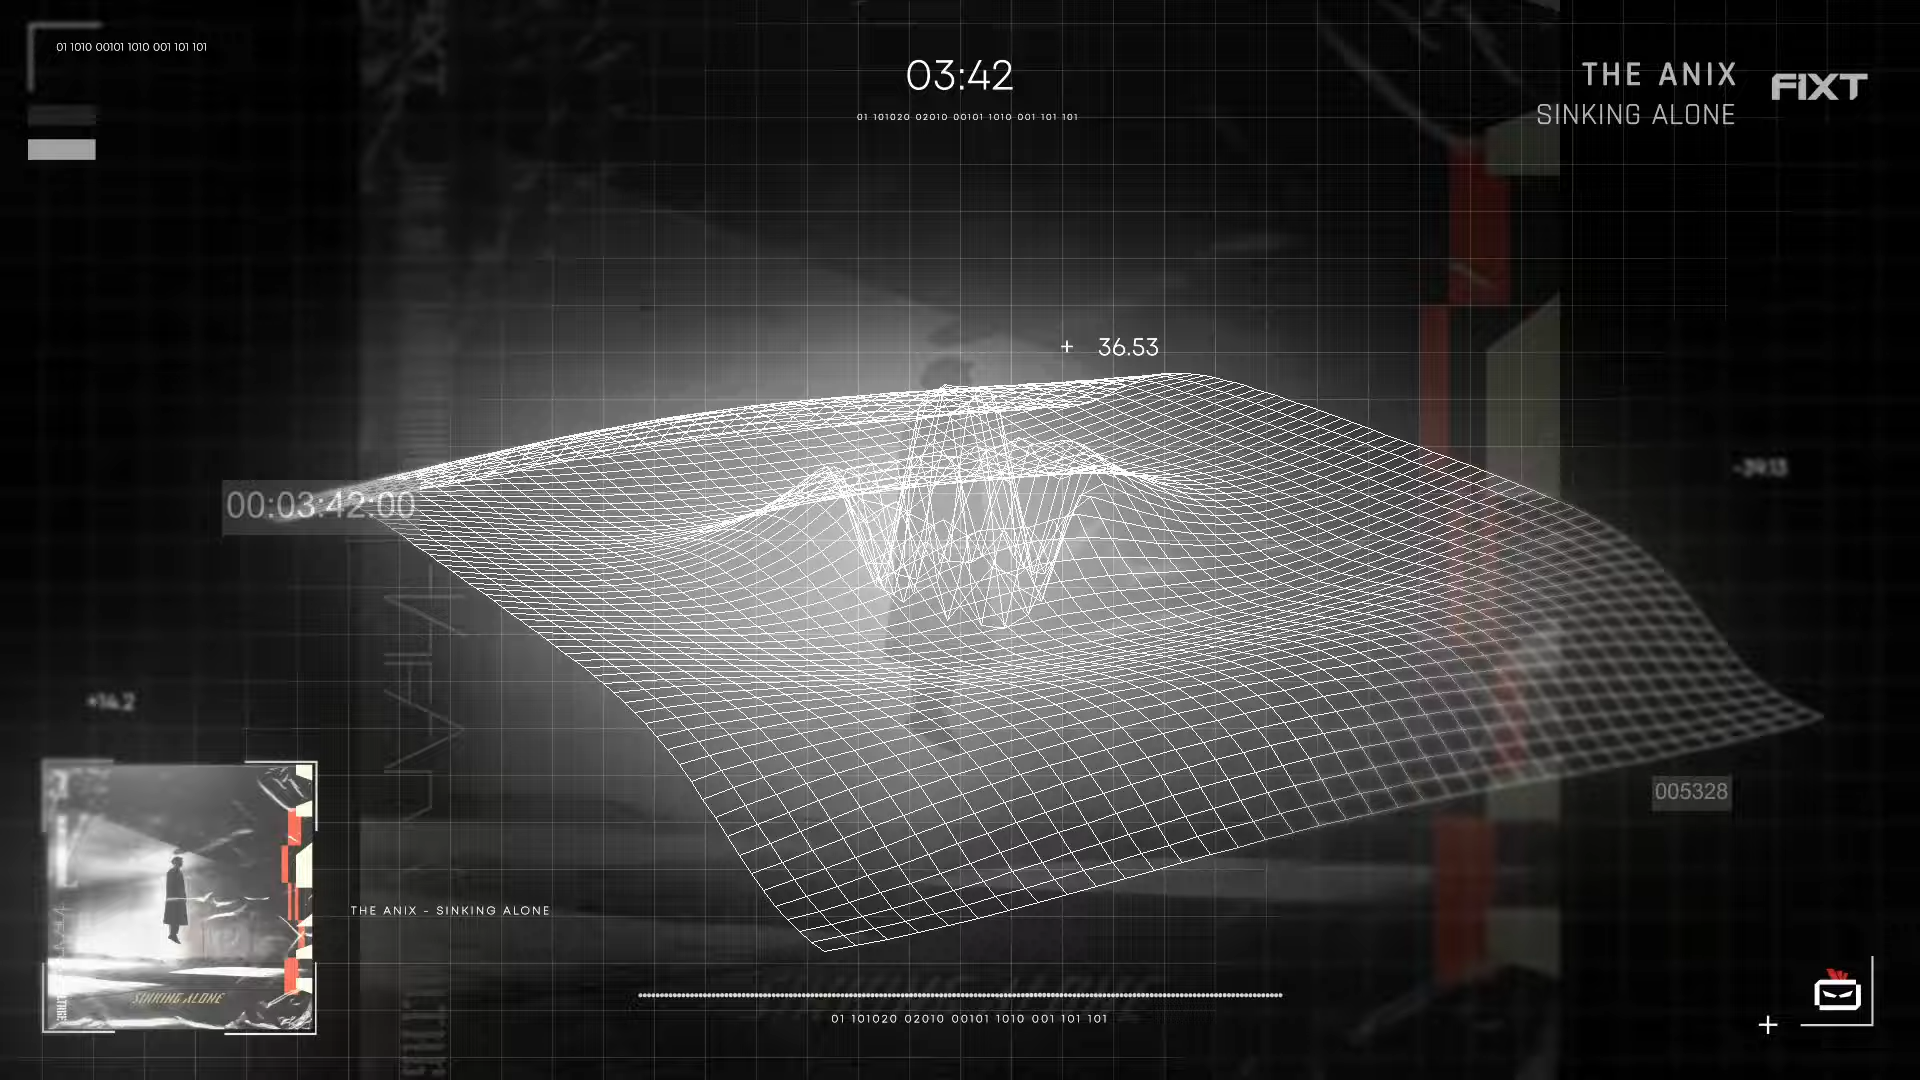 01 1010 00101 1010 001 101 101
03:42
01 101020 02010 00101 1010 001 101 101
THE ANIX
SINKING ALONE
FIXT
+ 36.53
-39.13
00:03:42:00
+14.2
005328
SINKING ALONE
THE ANIX - SINKING ALONE
01 101020 02010 00101 1010 001 101 101
+